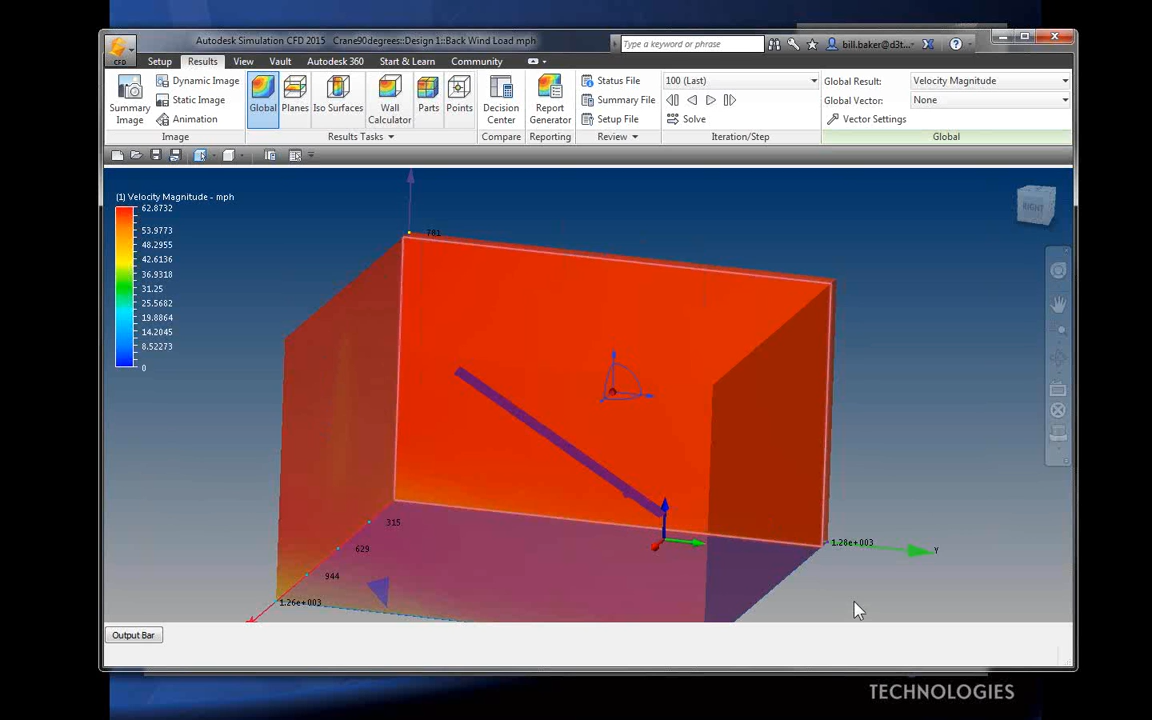 Autodesk Simulation CFD 2015 Crane90degrees::Design 1::Back Wind Load mph
Type a keyword or phrase
bill.baker@d3t...
CFD
Setup Results View Vault Autodesk 360 Start & Learn Community
Summary Image
Dynamic Image
Static Image
Animation
Image
Global
Planes
Iso Surfaces
Wall Calculator
Parts
Points
Results Tasks
Decision Center
Compare
Report Generator
Reporting
Status File
Summary File
Setup File
Review
100 (Last)
Solve
Iteration/Step
Global Result: Velocity Magnitude
Global Vector: None
Vector Settings
Global
(1) Velocity Magnitude - mph
62.8732
53.9773
48.2955
42.6136
36.9318
31.25
25.5682
19.8864
14.2045
8.52273
0
RIGHT
781
315
629
944
1.26e+003
1.28e+003
Y
Output Bar
TECHNOLOGIES